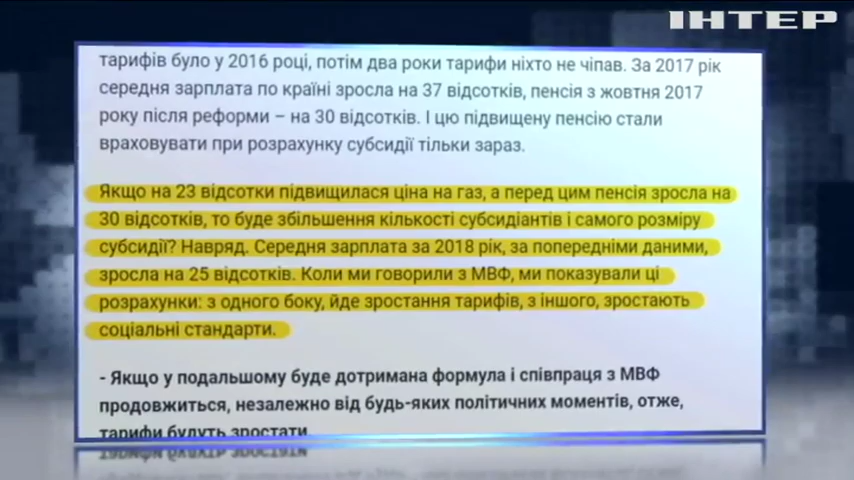 ІНТЕР
тарифів було у 2016 році, потім два роки тарифи ніхто не чіпав. За 2017 рік
середня зарплата по країні зросла на 37 відсотків, пенсія з жовтня 2017
року після реформи – на 30 відсотків. І цю підвищену пенсію стали
враховувати при розрахунку субсидії тільки зараз.
Якщо на 23 відсотки підвищилася ціна на газ, а перед цим пенсія зросла на
30 відсотків, то буде збільшення кількості субсидіантів і самого розміру
субсидії? Навряд. Середня зарплата за 2018 рік, за попередніми даними,
зросла на 25 відсотків. Коли ми говорили з МВФ, ми показували ці
розрахунки: з одного боку, йде зростання тарифів, з іншого, зростають
соціальні стандарти.
- Якщо у подальшому буде дотримана формула і співпраця з МВФ
продовжиться, незалежно від будь-яких політичних моментів, отже,
тарифи будуть зростати